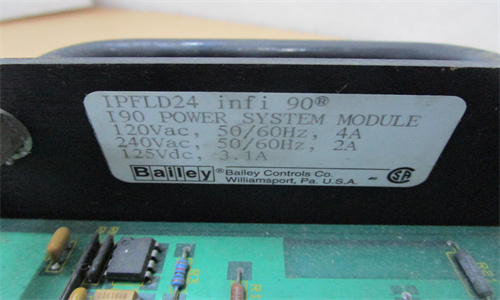 IPFLD24 infi 90®
I90 POWER SYSTEM MODULE
120Vac, 50/60Hz, 4A
240Vac, 50/60Hz, 2A
125Vdc, 3.1A
Bailey® Bailey Controls Co.
Williamsport, Pa. U.S.A.